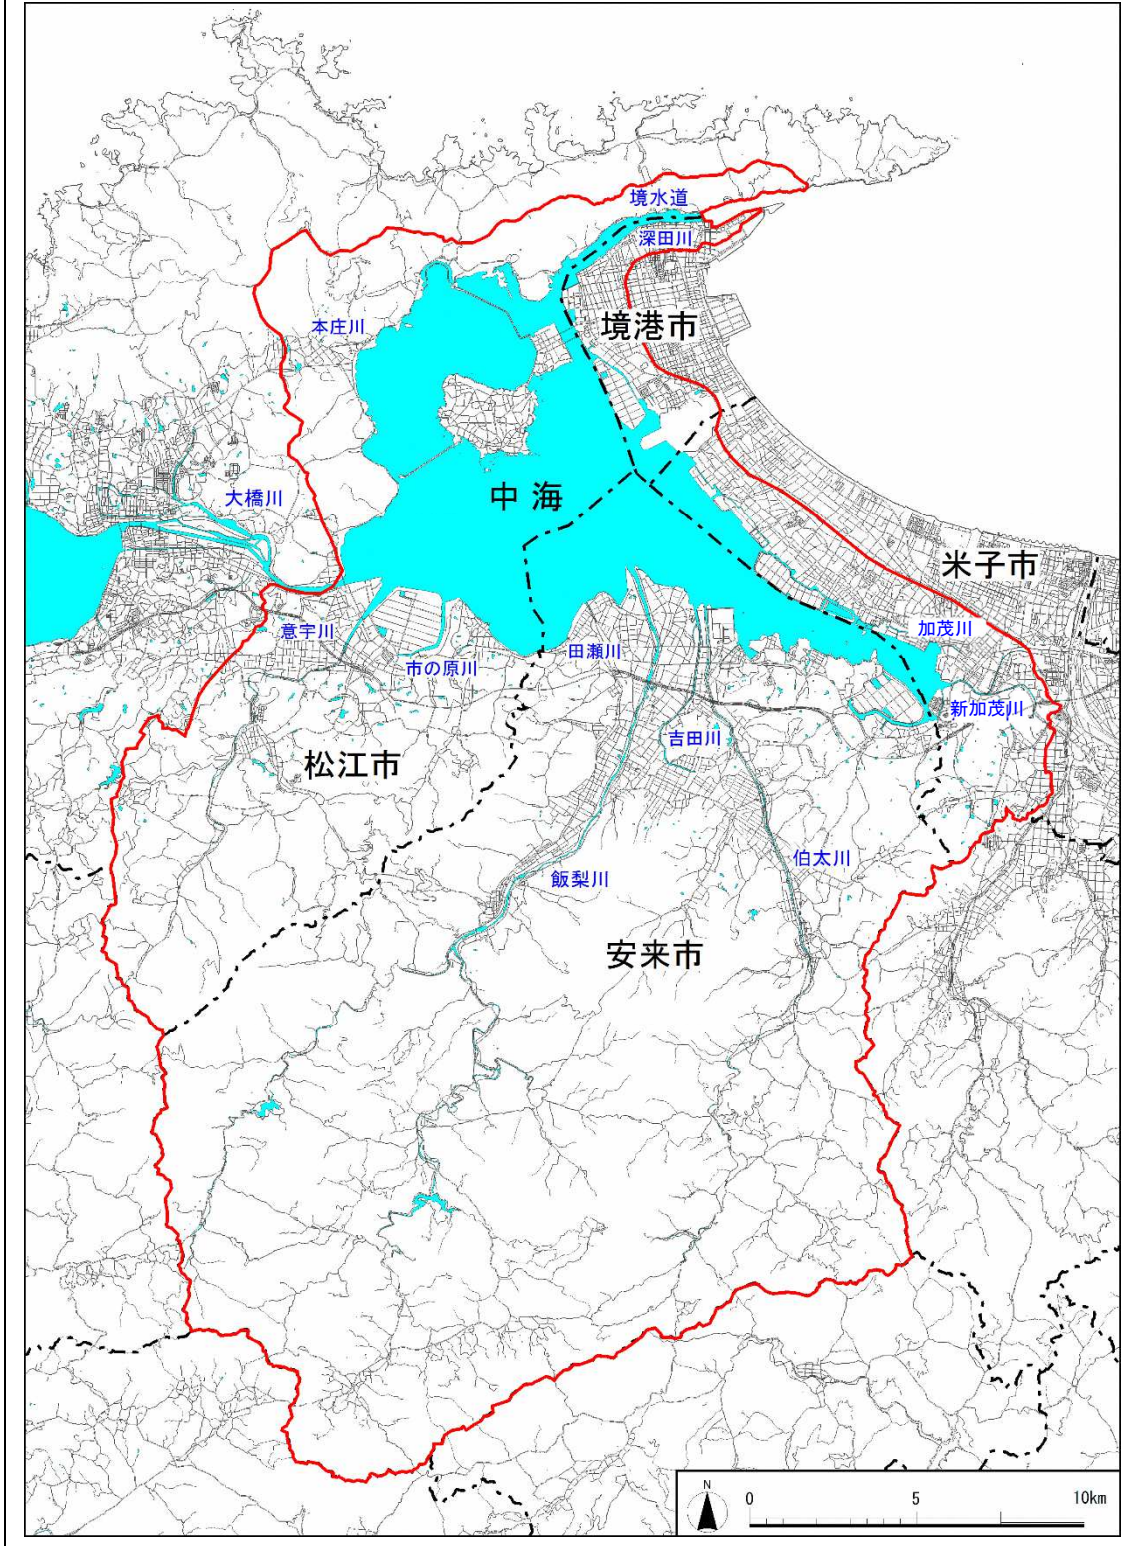 境水道
深田川
境港市
本庄川
中 海
大橋川
米子市
加茂川
意宇川
市の原川
田瀬川
新加茂川
吉田川
松江市
伯太川
飯梨川
安来市
N
0 5 10km